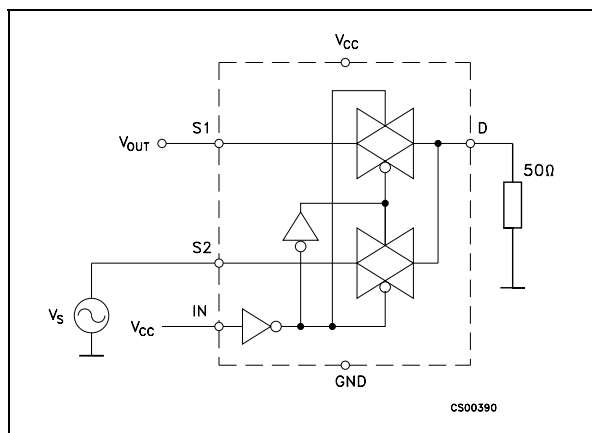 VCC
S1
D
VOUT
50Ω
S2
IN
VS
VCC
GND
CS00390